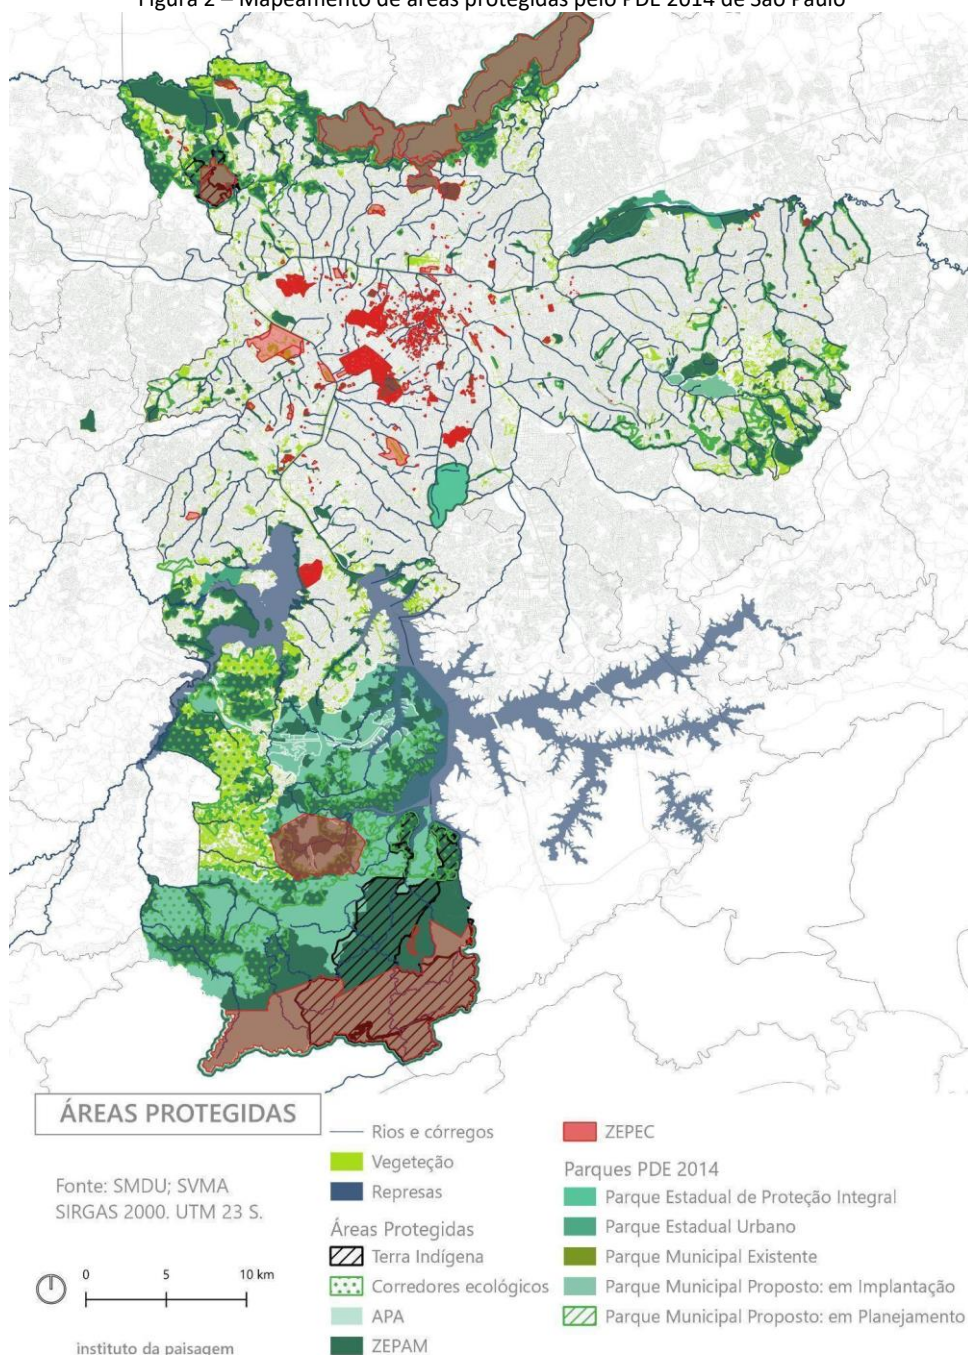 Figura 2 – Mapeamento de áreas protegidas pelo PDE 2014 de São Paulo
ÁREAS PROTEGIDAS
Fonte: SMDU; SVMA
SIRGAS 2000. UTM 23 S.
0 5 10 km
instituto da paisagem
Rios e córregos
Vegeteção
Represas
Áreas Protegidas
Terra Indígena
Corredores ecológicos
APA
ZEPAM
ZEPEC
Parques PDE 2014
Parque Estadual de Proteção Integral
Parque Estadual Urbano
Parque Municipal Existente
Parque Municipal Proposto: em Implantação
Parque Municipal Proposto: em Planejamento